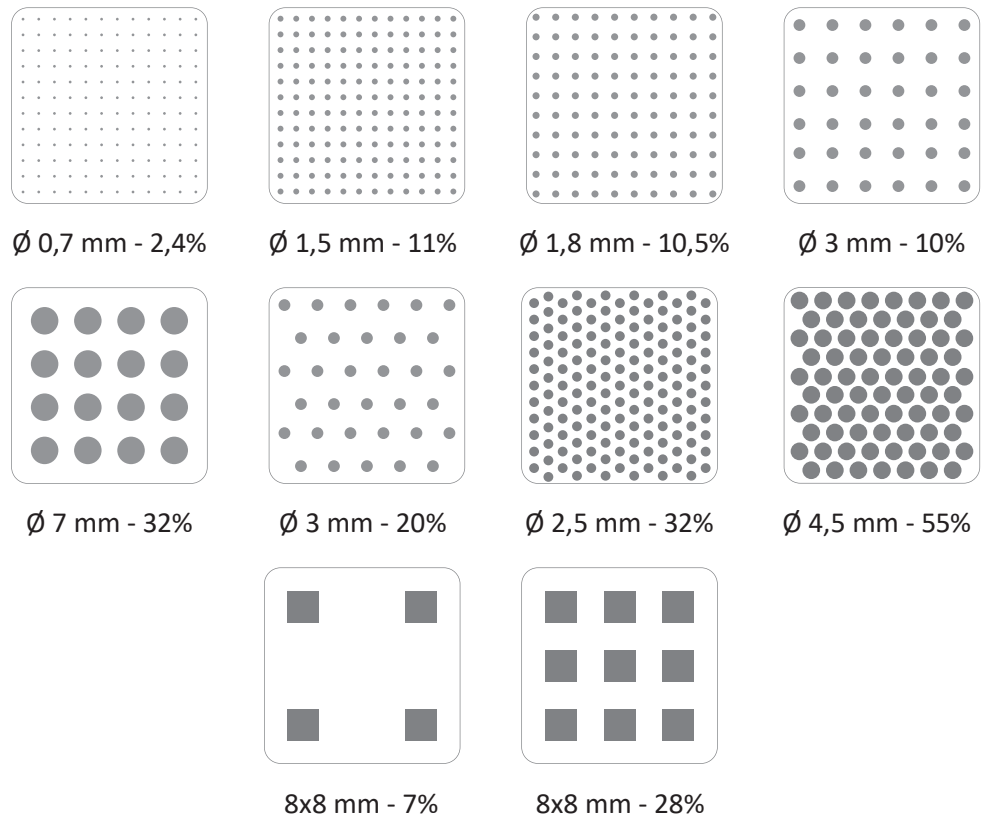 Ø 0,7 mm - 2,4%
Ø 1,5 mm - 11%
Ø 1,8 mm - 10,5%
Ø 3 mm - 10%
Ø 7 mm - 32%
Ø 3 mm - 20%
Ø 2,5 mm - 32%
Ø 4,5 mm - 55%
8x8 mm - 7%
8x8 mm - 28%